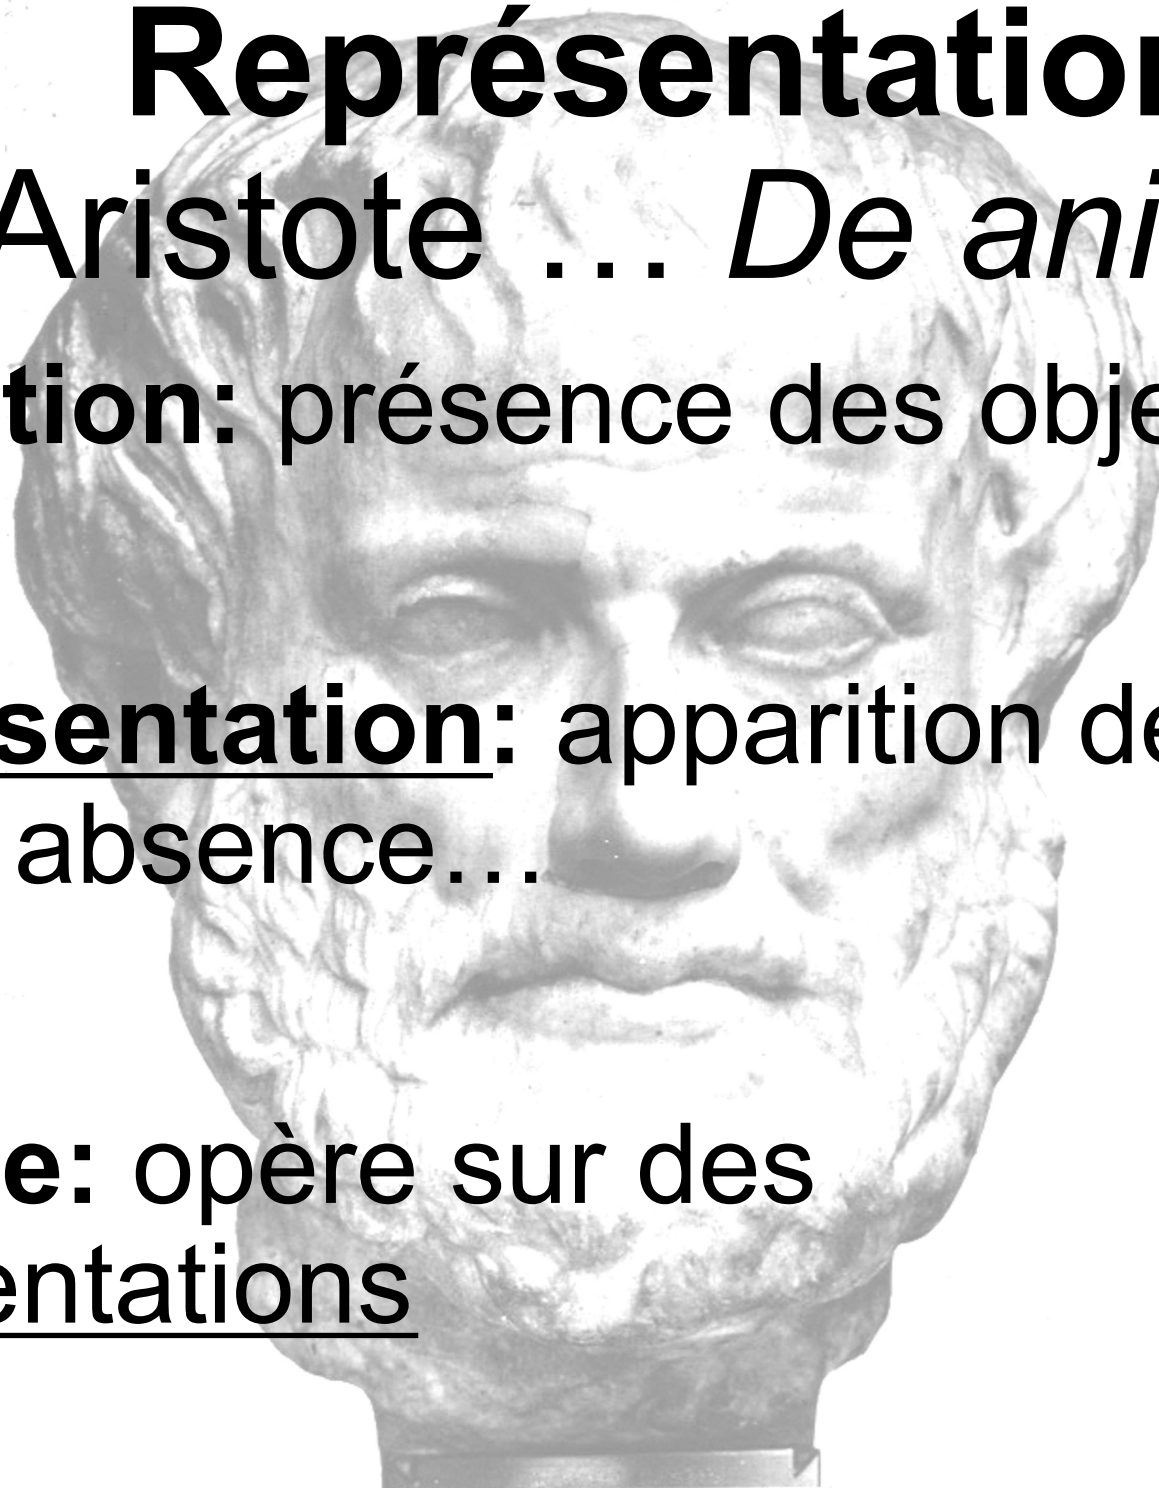 Représentation
Aristote … De ani
tion: présence des obje
sentation: apparition de
absence…
e: opère sur des
entations